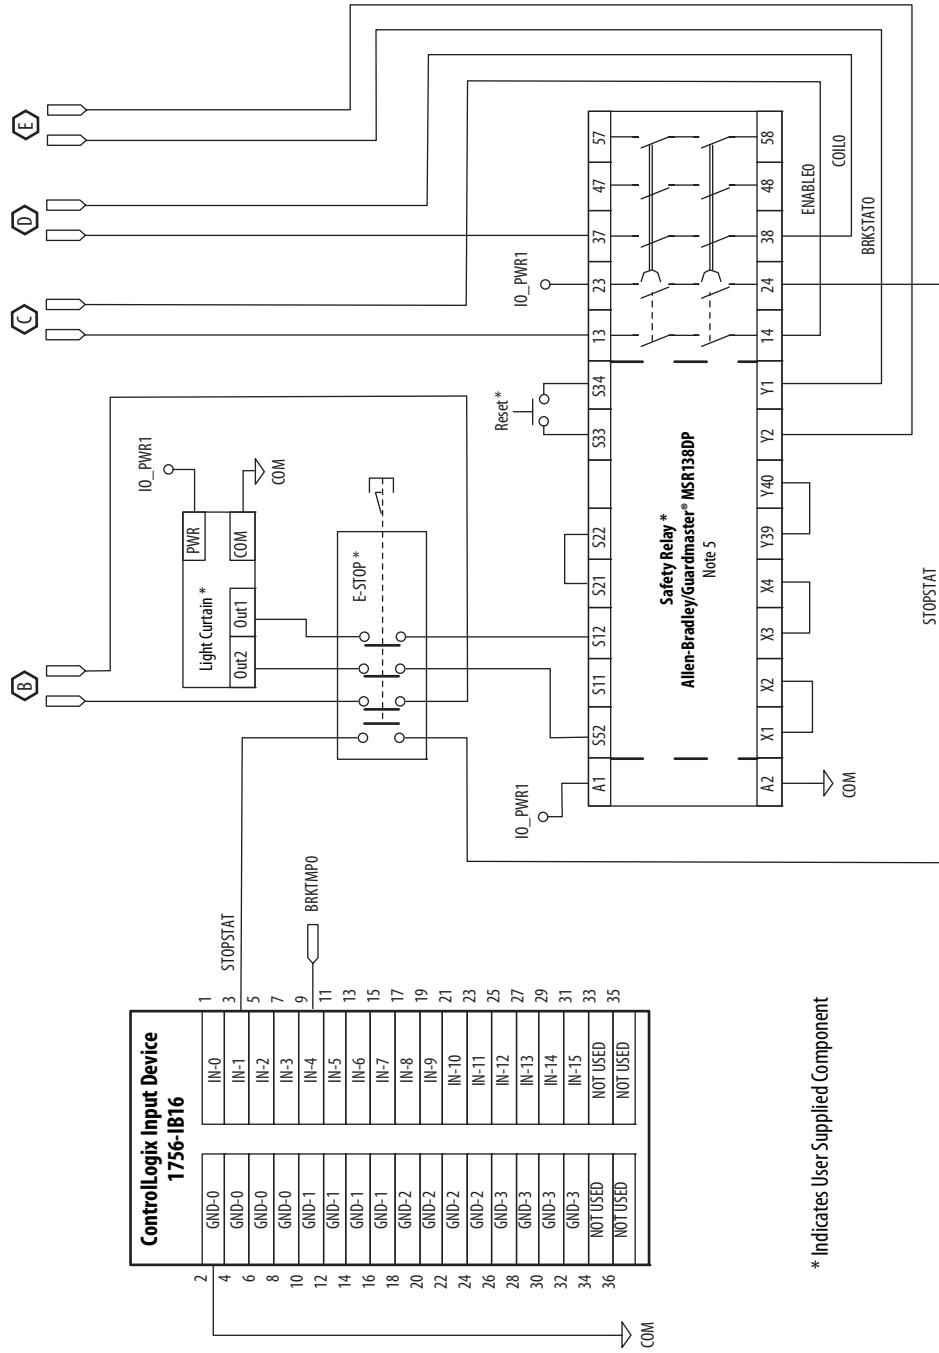 E
D
C
B
IO_PWR1
57
47
37
23
13
S34
S33
S22
S21
S12
S11
S52
A1
58
48
38
24
14
Y1
Y2
Y40
Y39
X4
X3
X2
X1
A2
ENABLE0
COIL0
BRKSTAT0
Reset *
Safety Relay *
Allen-Bradley/Guardmaster® MSR138DP
Note 5
IO_PWR1
COM
STOPSTAT
IO_PWR1
COM
Light Curtain *
PWR
COM
Out2
Out1
E-STOP *
STOPSTAT
BRKTMP0
ControlLogix Input Device
1756-IB16
2 GND-0 IN-0 1
4 GND-0 IN-1 3
6 GND-0 IN-2 5
8 GND-0 IN-3 7
10 GND-1 IN-4 9
12 GND-1 IN-5 11
14 GND-1 IN-6 13
16 GND-1 IN-7 15
18 GND-2 IN-8 17
20 GND-2 IN-9 19
22 GND-2 IN-10 21
24 GND-2 IN-11 23
26 GND-3 IN-12 25
28 GND-3 IN-13 27
30 GND-3 IN-14 29
32 GND-3 IN-15 31
34 NOT USED NOT USED 33
36 NOT USED NOT USED 35
COM
* Indicates User Supplied Component